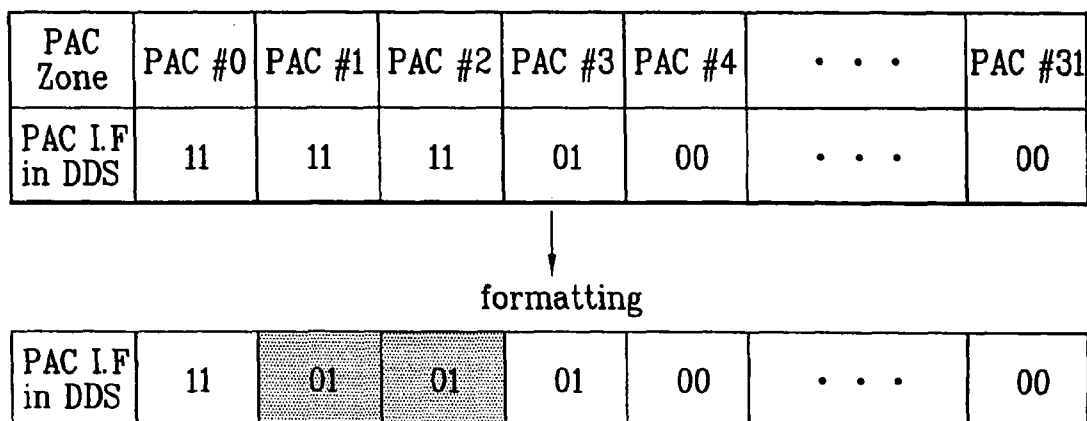 PAC Zone PAC #0 PAC #1 PAC #2 PAC #3 PAC #4 • • • PAC #31
PAC I.F in DDS 11 11 11 01 00 • • • 00
formatting
PAC I.F in DDS 11 01 01 01 00 • • • 00